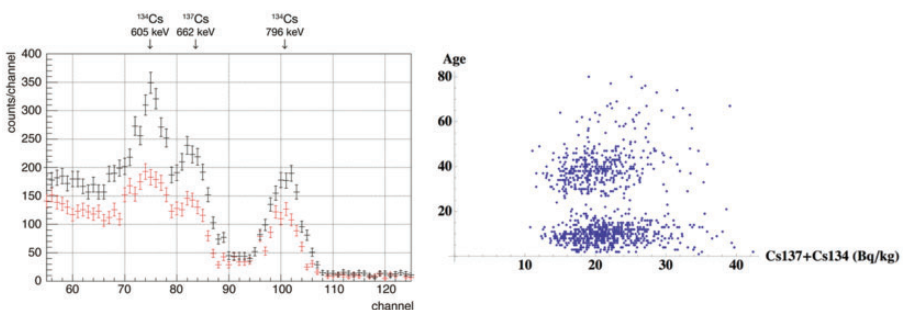 ¹³⁴Cs ¹³⁷Cs ¹³⁴Cs
605 keV 662 keV 796 keV
counts/channel
400
350
300
250
200
150
100
50
0
60 70 80 90 100 110 120
channel
Age
80
60
40
20
10 20 30 40
Cs137+Cs134 (Bq/kg)